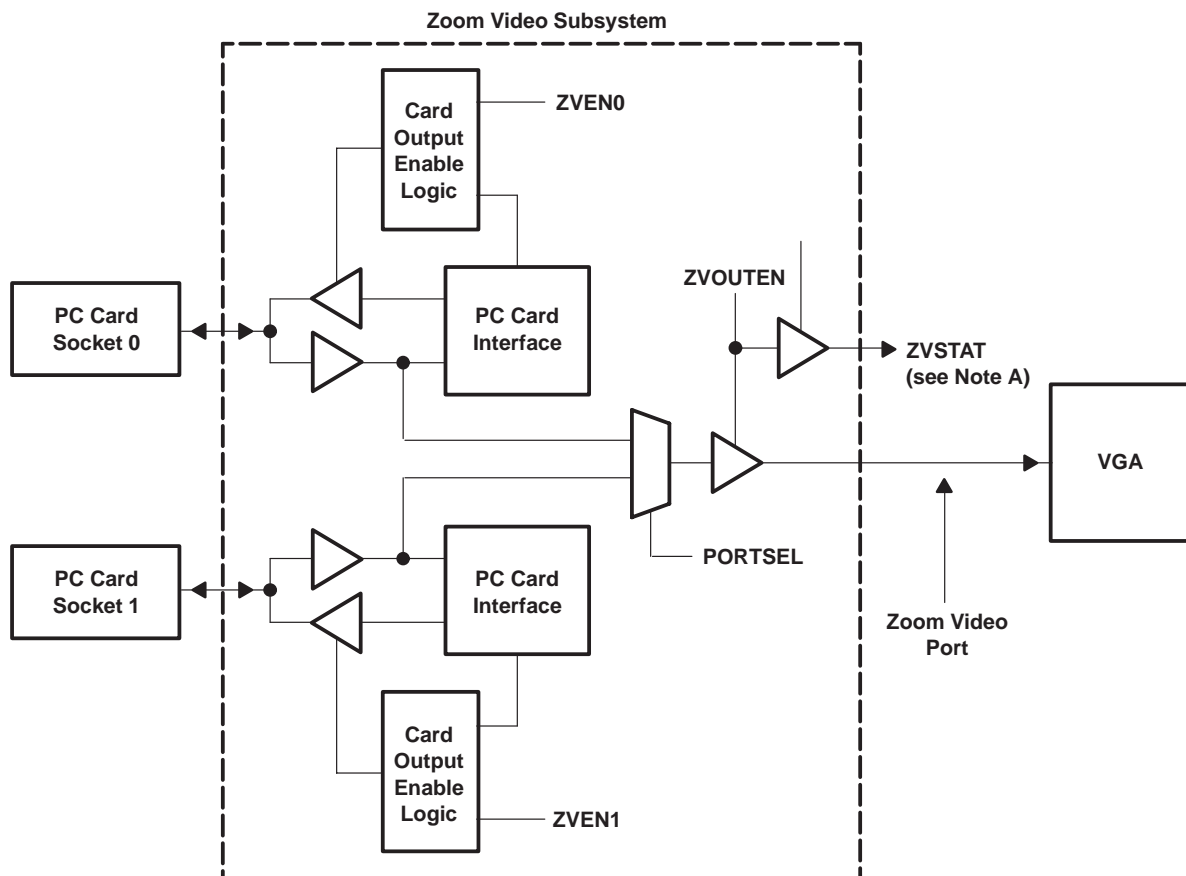 Zoom Video Subsystem
Card
Output
Enable
Logic
ZVEN0
PC Card
Socket 0
PC Card
Interface
ZVOUTEN
ZVSTAT
(see Note A)
VGA
PORTSEL
PC Card
Socket 1
PC Card
Interface
Zoom Video
Port
Card
Output
Enable
Logic
ZVEN1